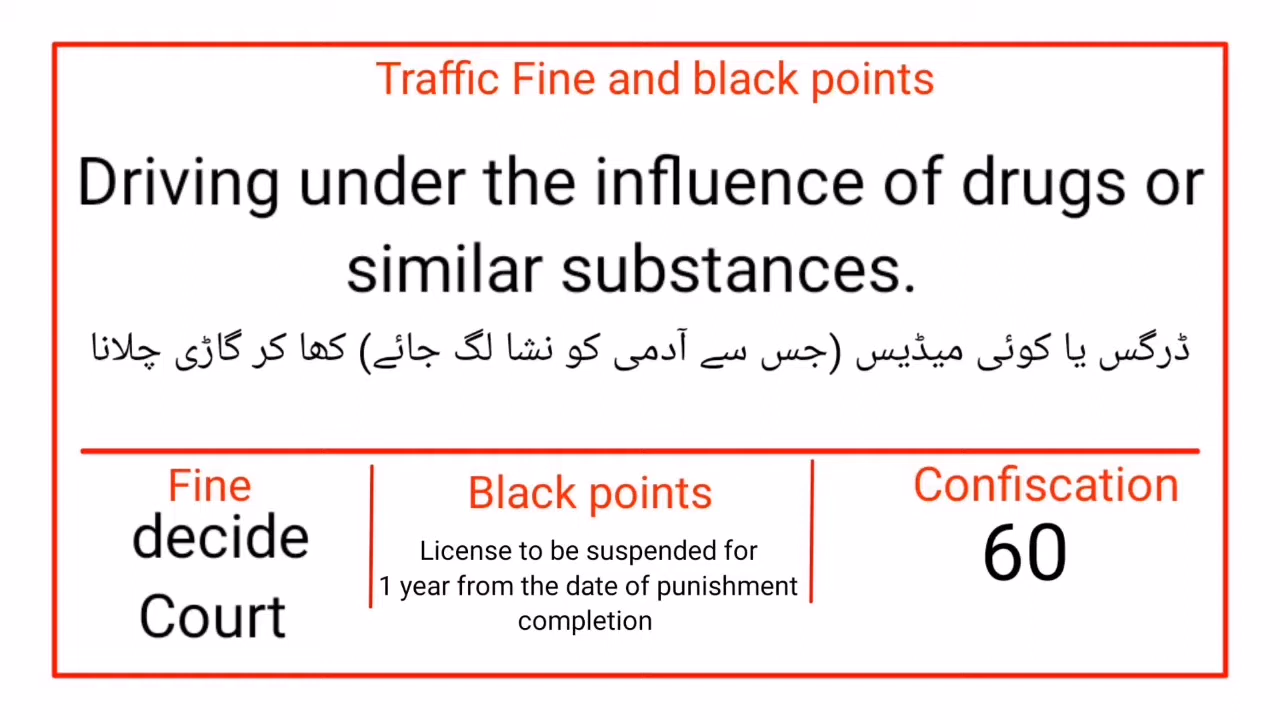 Traffic Fine and black points
Driving under the influence of drugs or
similar substances.
ڈرگس یا کوئی میڈیس (جس سے آدمی کو نشا لگ جائے) کھا کر گاڑی چلانا
Fine
decide
Court
Black points
License to be suspended for
1 year from the date of punishment
completion
Confiscation
60